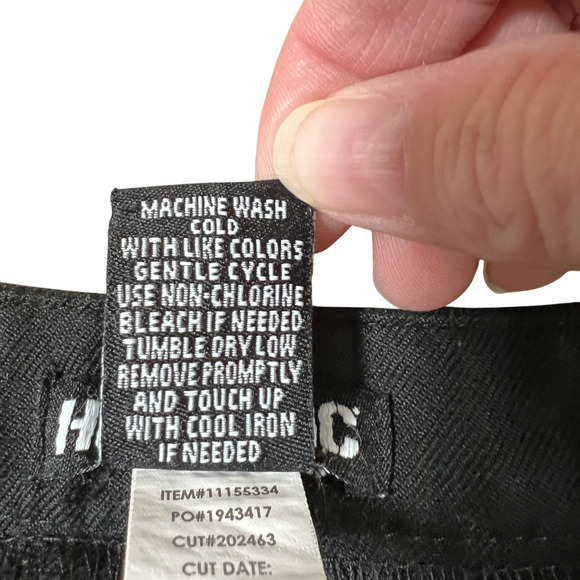 MACHINE WASH
COLD
WITH LIKE COLORS
GENTLE CYCLE
USE NON-CHLORINE
BLEACH IF NEEDED
TUMBLE DRY LOW
REMOVE PROMPTLY
AND TOUCH UP
WITH COOL IRON
IF NEEDED
H C
ITEM#11155334
PO#1943417
CUT#202463
CUT DATE: